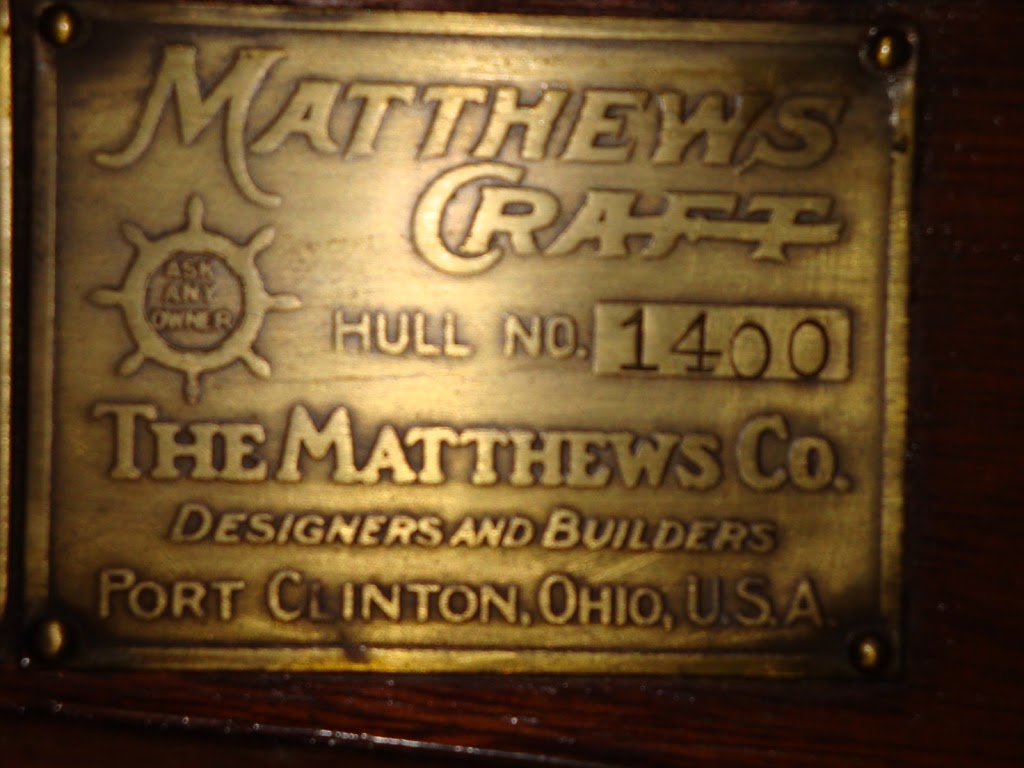 MATTHEWS
CRAFT
ASK
ANY
OWNER
HULL NO. 1400
THE MATTHEWS CO.
DESIGNERS AND BUILDERS
PORT CLINTON, OHIO, U.S.A.